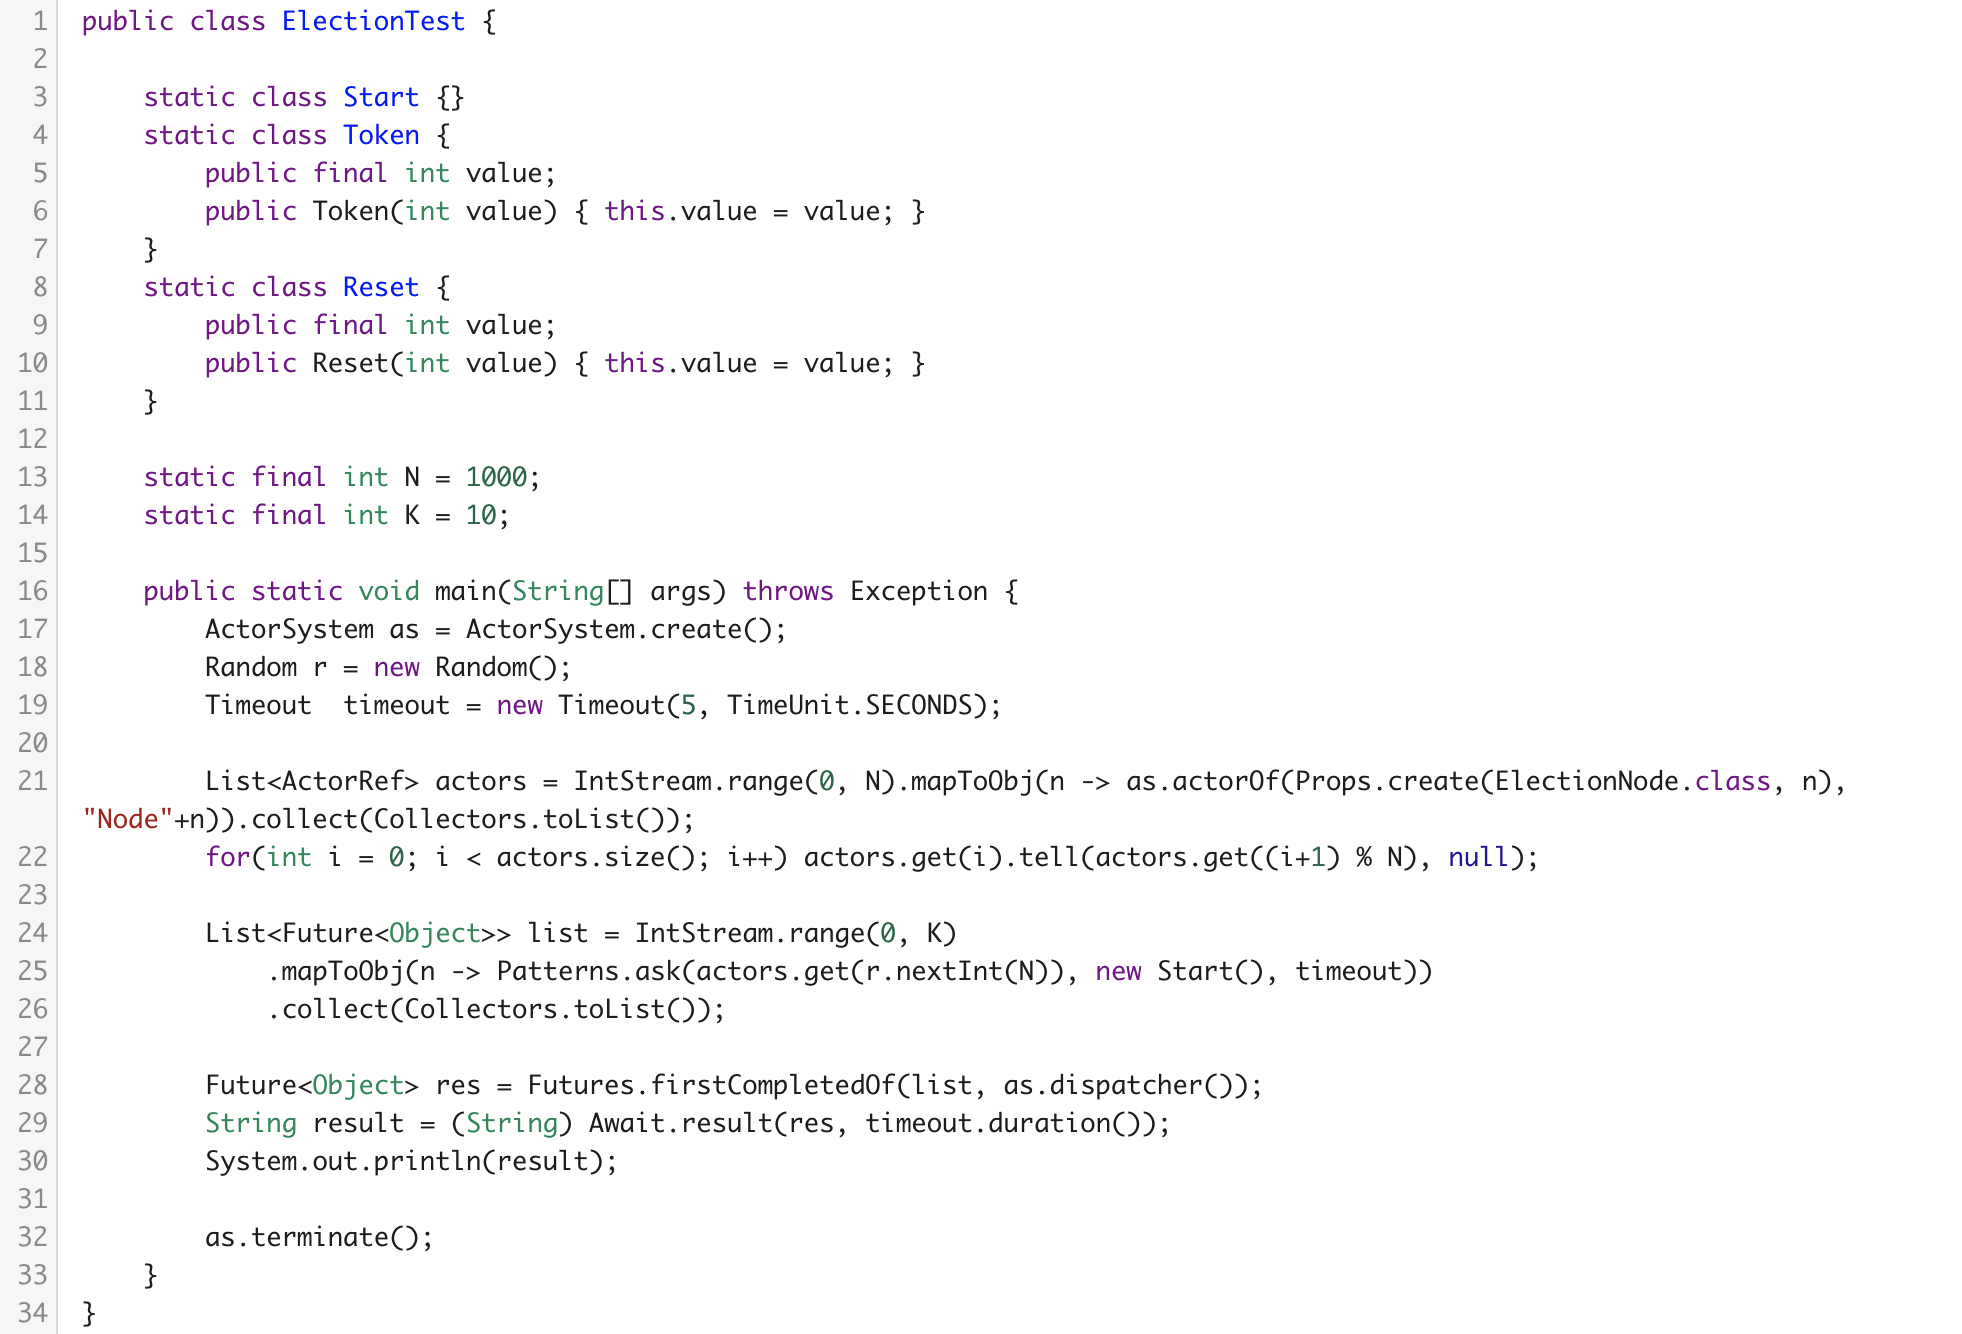 1 public class ElectionTest {
2
3     static class Start {}
4     static class Token {
5         public final int value;
6         public Token(int value) { this.value = value; }
7     }
8     static class Reset {
9         public final int value;
10         public Reset(int value) { this.value = value; }
11     }
12
13     static final int N = 1000;
14     static final int K = 10;
15
16     public static void main(String[] args) throws Exception {
17         ActorSystem as = ActorSystem.create();
18         Random r = new Random();
19         Timeout  timeout = new Timeout(5, TimeUnit.SECONDS);
20
21         List<ActorRef> actors = IntStream.range(0, N).mapToObj(n -> as.actorOf(Props.create(ElectionNode.class, n),
"Node"+n)).collect(Collectors.toList());
22         for(int i = 0; i < actors.size(); i++) actors.get(i).tell(actors.get((i+1) % N), null);
23
24         List<Future<Object>> list = IntStream.range(0, K)
25             .mapToObj(n -> Patterns.ask(actors.get(r.nextInt(N)), new Start(), timeout))
26             .collect(Collectors.toList());
27
28         Future<Object> res = Futures.firstCompletedOf(list, as.dispatcher());
29         String result = (String) Await.result(res, timeout.duration());
30         System.out.println(result);
31
32         as.terminate();
33     }
34 }